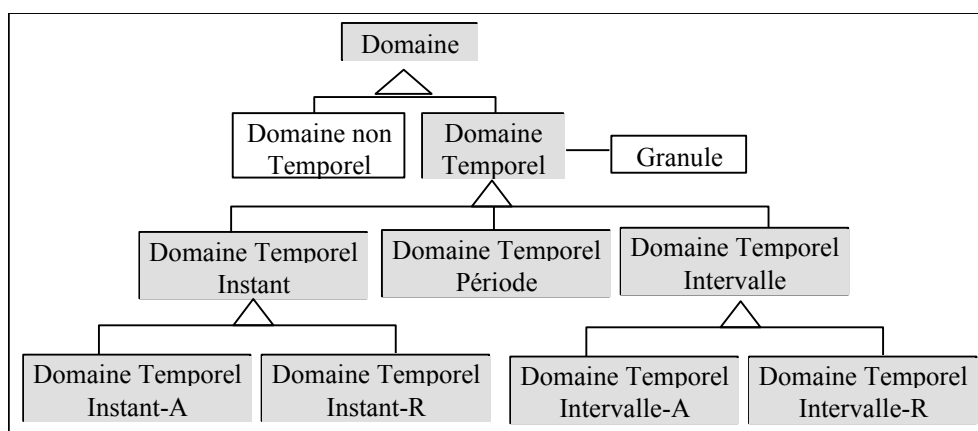 Domaine
Domaine non
Temporel
Domaine
Temporel
Granule
Domaine Temporel
Instant
Domaine Temporel
Période
Domaine Temporel
Intervalle
Domaine Temporel
Instant-A
Domaine Temporel
Instant-R
Domaine Temporel
Intervalle-A
Domaine Temporel
Intervalle-R